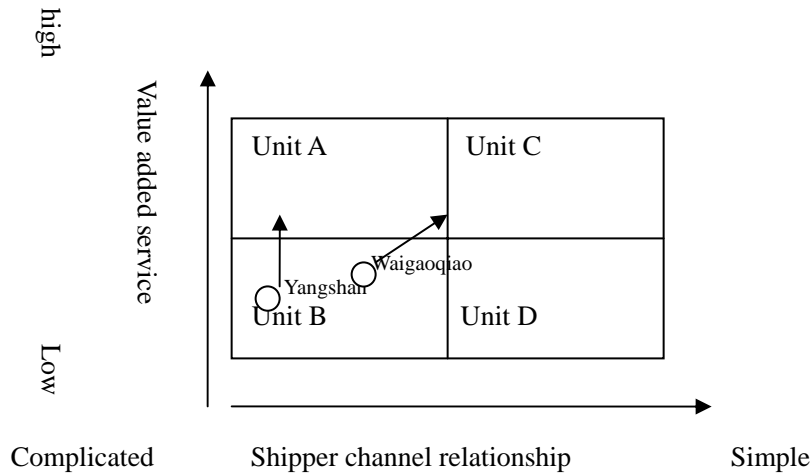 high
Value added service
Unit A
Unit C
Waigaoqiao
Yangshan
Unit B
Unit D
Low
Complicated
Shipper channel relationship
Simple